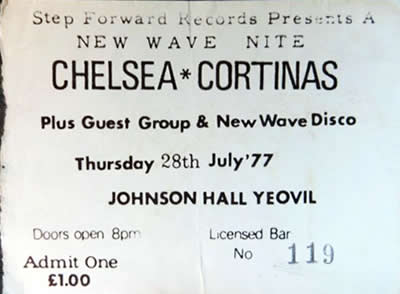 Step Forward Records Presents A
NEW WAVE NITE
CHELSEA*CORTINAS
Plus Guest Group & New Wave Disco
Thursday 28th July'77
JOHNSON HALL YEOVIL
Doors open 8pm Licensed Bar
Admit One No 119
£1.00